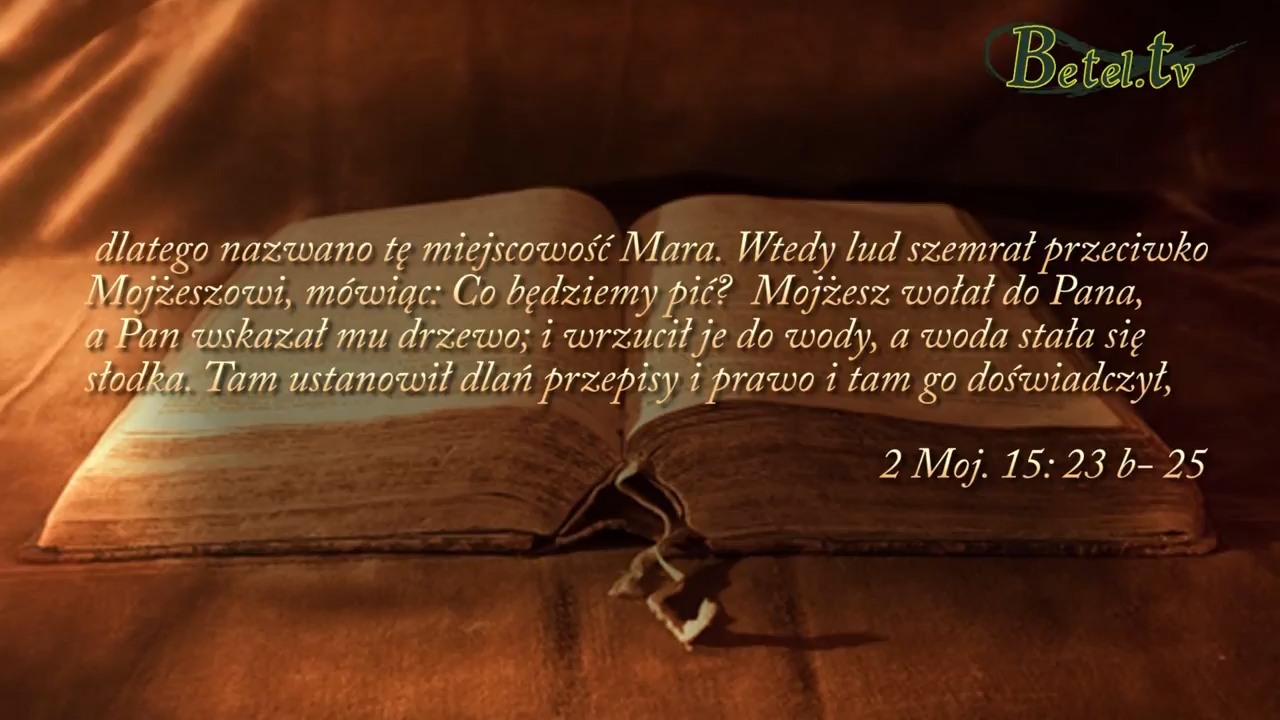 Betel.tv
dlatego nazwano tę miejscowość Mara. Wtedy lud szemrał przeciwko
Mojżeszowi, mówiąc: Co będziemy pić? Mojżesz wołał do Pana,
a Pan wskazał mu drzewo; i wrzucił je do wody, a woda stała się
słodka. Tam ustanowił dlań przepisy i prawo i tam go doświadczył,
2 Moj. 15: 23 b- 25